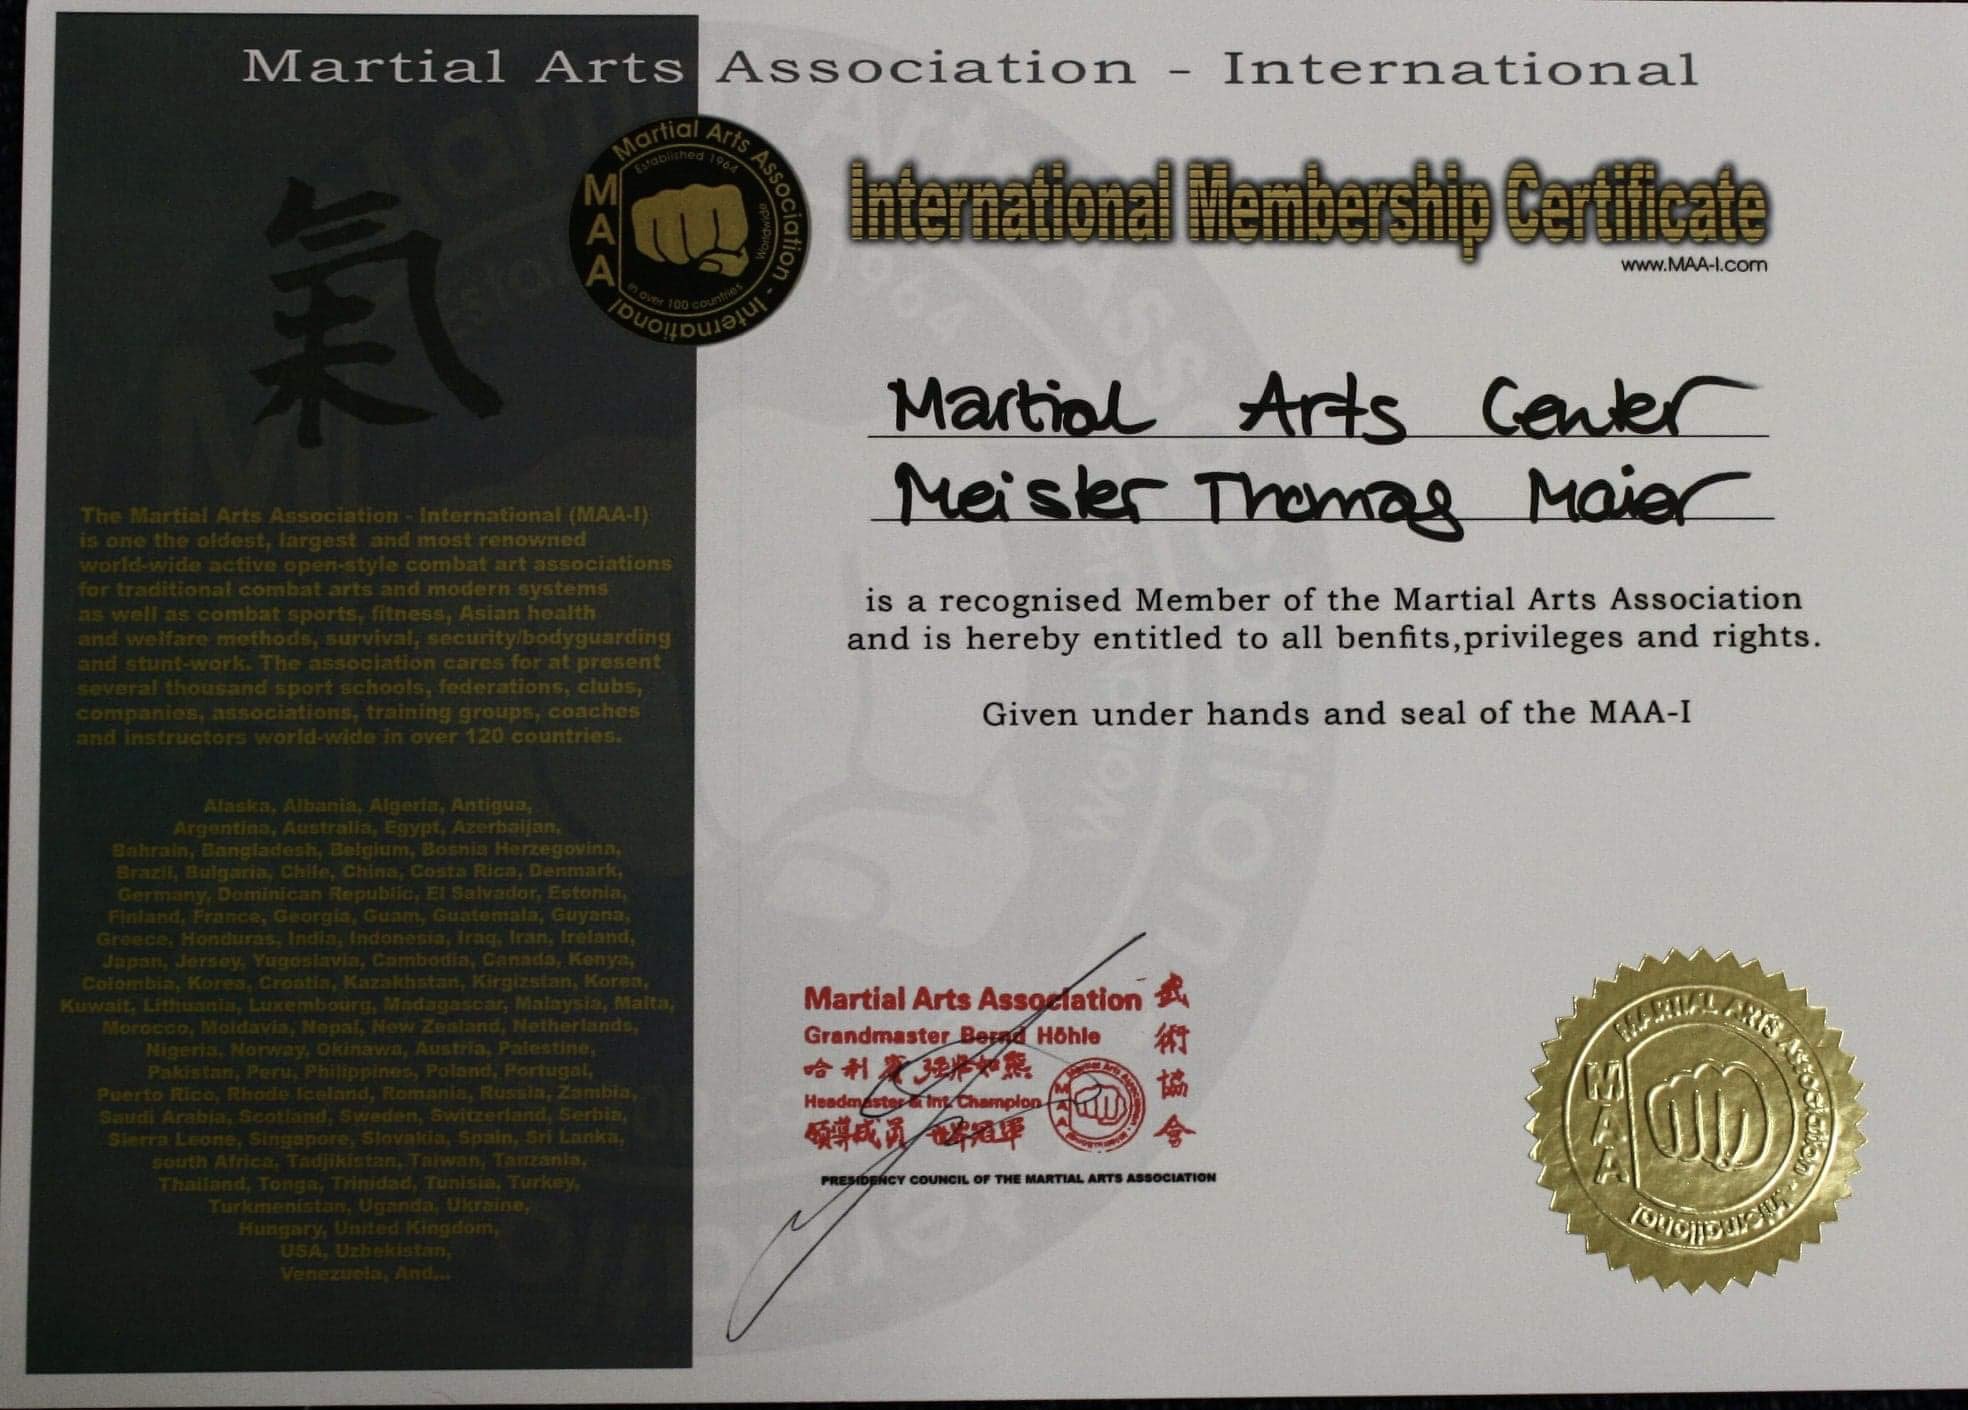 Martial Arts Association - International
氣
Martial Arts Association - International
Established 1964
MAA
Worldwide
in over 100 countries
International Membership Certificate
www.MAA-I.com
Martial Arts Center
Meister Thomas Maier
is a recognised Member of the Martial Arts Association
and is hereby entitled to all benfits,privileges and rights.
Given under hands and seal of the MAA-I
The Martial Arts Association - International (MAA-I)
is one the oldest, largest and most renowned
world-wide active open-style combat art associations
for traditional combat arts and modern systems
as well as combat sports, fitness, Asian health
and welfare methods, survival, security/bodyguarding
and stunt-work. The association cares for at present
several thousand sport schools, federations, clubs,
companies, associations, training groups, coaches
and instructors world-wide in over 120 countries.
Alaska, Albania, Algeria, Antigua,
Argentina, Australia, Egypt, Azerbaijan,
Bahrain, Bangladesh, Belgium, Bosnia Herzegovina,
Brazil, Bulgaria, Chile, China, Costa Rica, Denmark,
Germany, Dominican Republic, El Salvador, Estonia,
Finland, France, Georgia, Guam, Guatemala, Guyana,
Greece, Honduras, India, Indonesia, Iraq, Iran, Ireland,
Japan, Jersey, Yugoslavia, Cambodia, Canada, Kenya,
Colombia, Korea, Croatia, Kazakhstan, Kirgizstan, Korea,
Kuwait, Lithuania, Luxembourg, Madagascar, Malaysia, Malta,
Morocco, Moldavia, Nepal, New Zealand, Netherlands,
Nigeria, Norway, Okinawa, Austria, Palestine,
Pakistan, Peru, Philippines, Poland, Portugal,
Puerto Rico, Rhode Iceland, Romania, Russia, Zambia,
Saudi Arabia, Scotland, Sweden, Switzerland, Serbia,
Sierra Leone, Singapore, Slovakia, Spain, Sri Lanka,
south Africa, Tadjikistan, Taiwan, Tanzania,
Thailand, Tonga, Trinidad, Tunisia, Turkey,
Turkmenistan, Uganda, Ukraine,
Hungary, United Kingdom,
USA, Uzbekistan,
Venezuela, And...
Martial Arts Association
Grandmaster Bernd Höhle
Headmaster & Int. Champion
領導成員 世界冠軍
武術協会
PRESIDENCY COUNCIL OF THE MARTIAL ARTS ASSOCIATION
MARTIAL ARTS Association - International
MAA